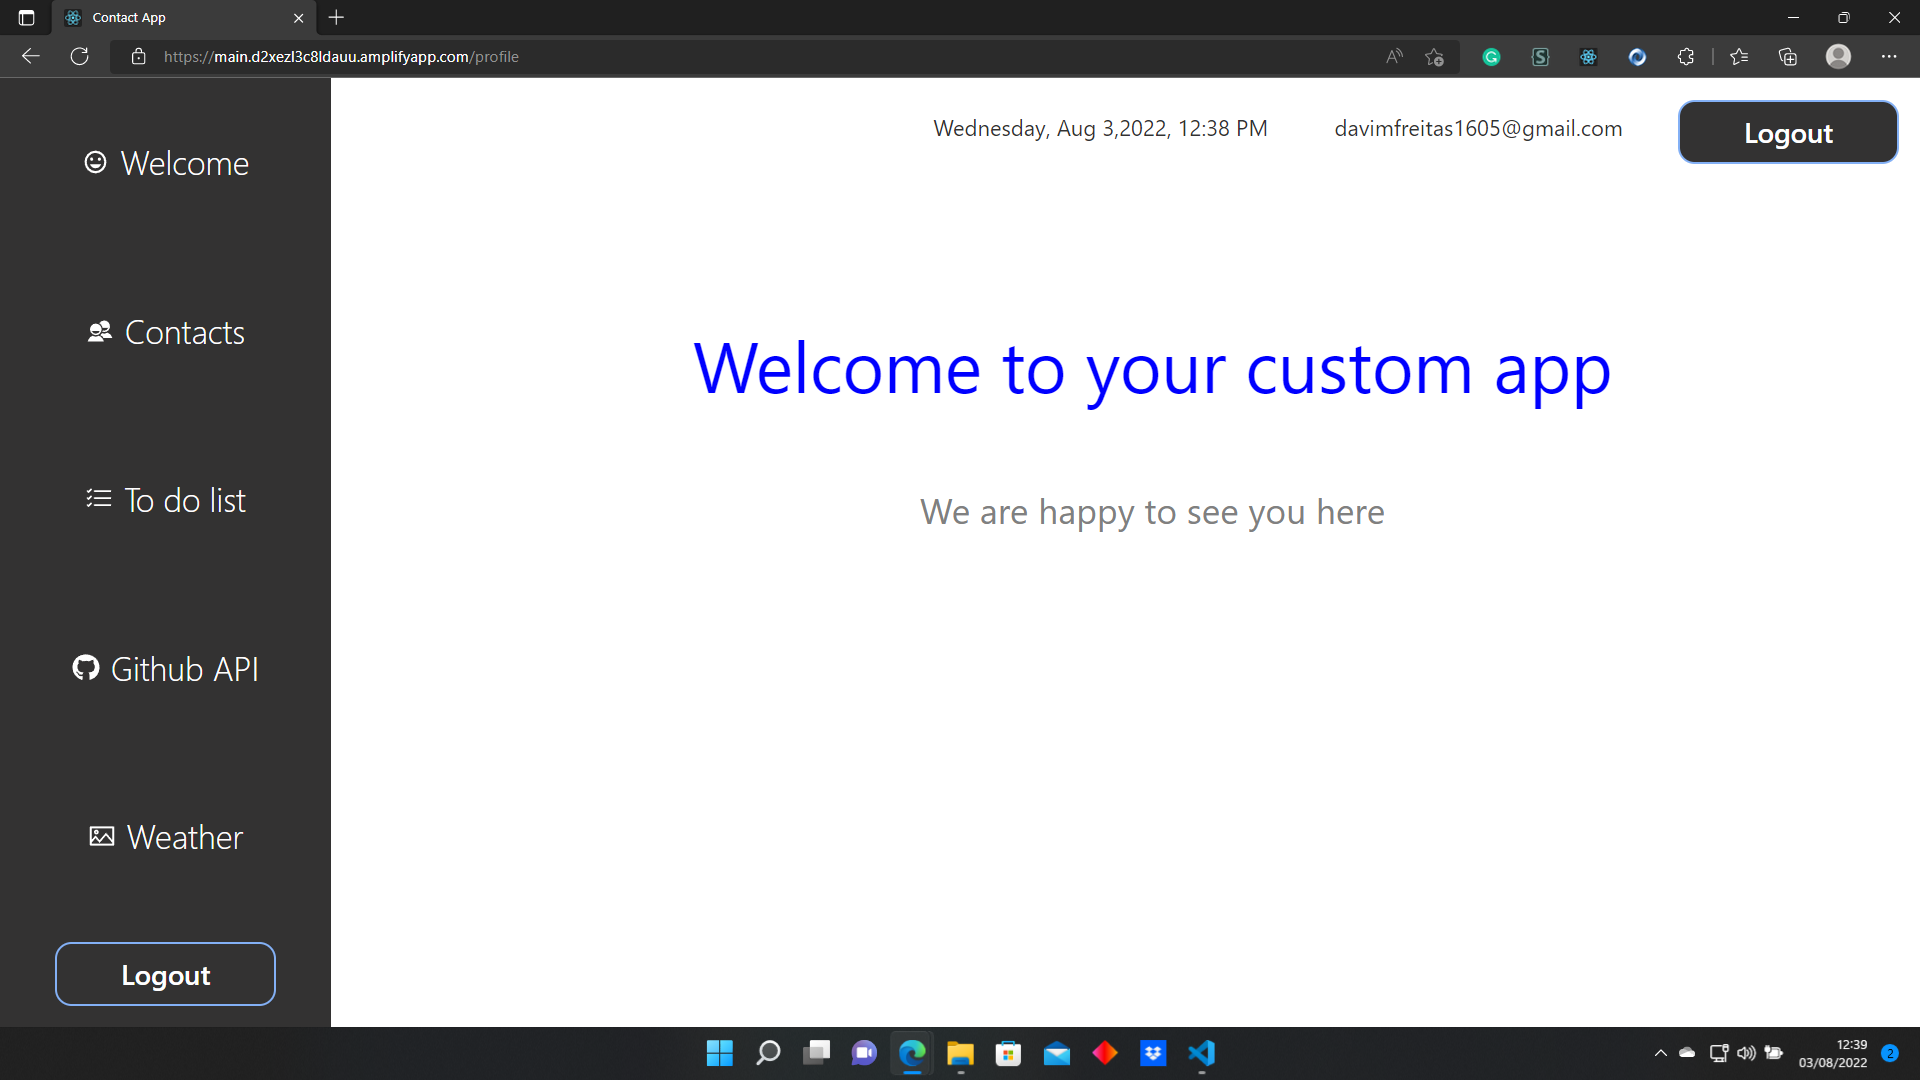 Contact App
https://main.d2xezl3c8ldauu.amplifyapp.com/profile
Wednesday, Aug 3,2022, 12:38 PM
davimfreitas1605@gmail.com
Logout
Welcome
Contacts
To do list
Github API
Weather
Logout
Welcome to your custom app
We are happy to see you here
12:39
03/08/2022
2